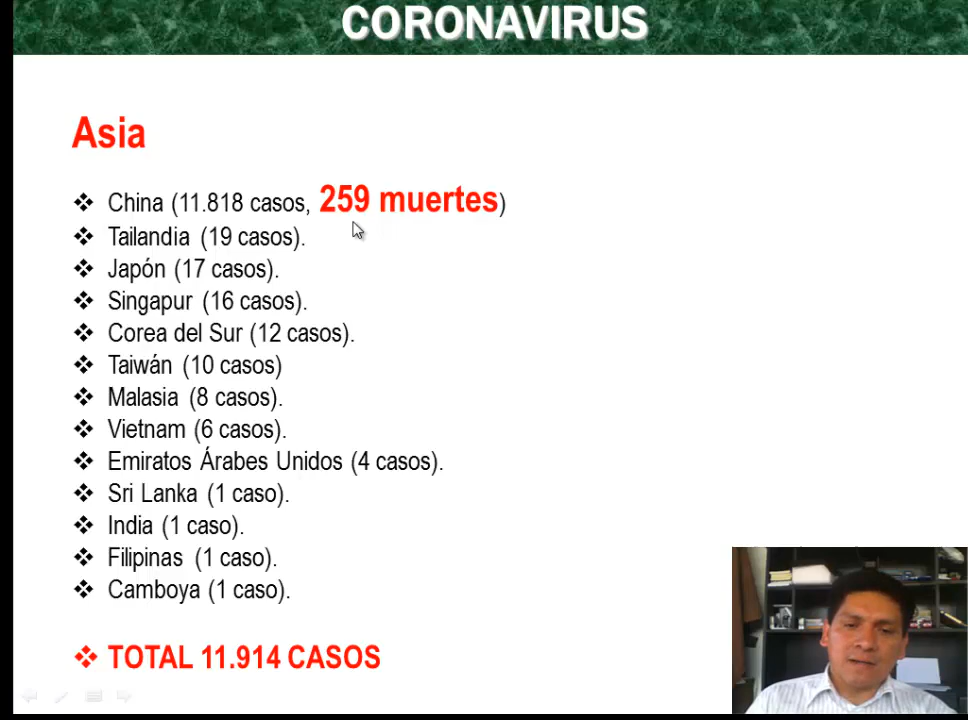 CORONAVIRUS
Asia
China (11.818 casos, 259 muertes)
Tailandia (19 casos).
Japón (17 casos).
Singapur (16 casos).
Corea del Sur (12 casos).
Taiwán (10 casos)
Malasia (8 casos).
Vietnam (6 casos).
Emiratos Árabes Unidos (4 casos).
Sri Lanka (1 caso).
India (1 caso).
Filipinas (1 caso).
Camboya (1 caso).
TOTAL 11.914 CASOS